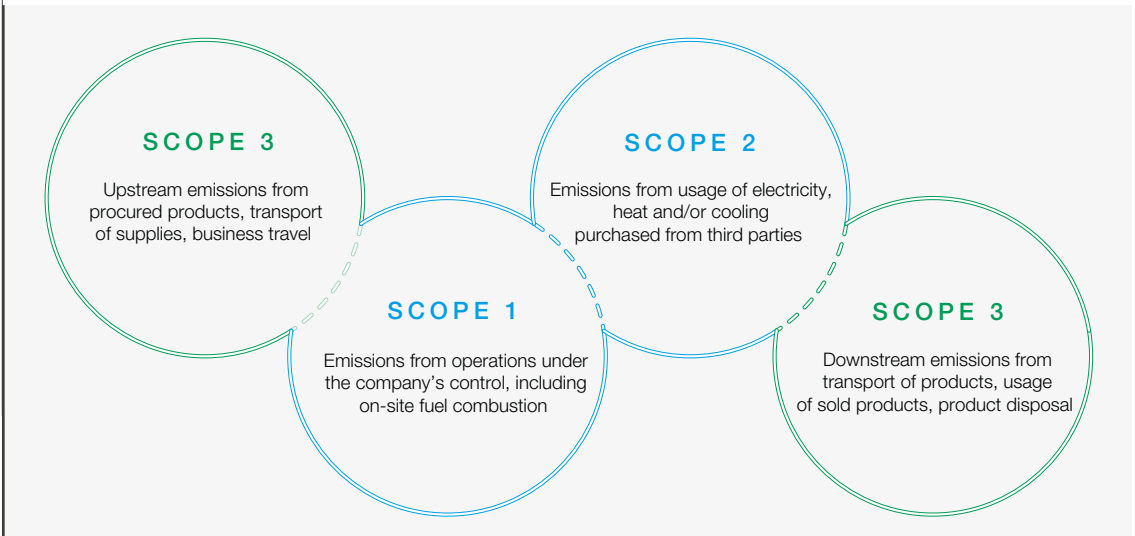 SCOPE 3
Upstream emissions from
procured products, transport
of supplies, business travel
SCOPE 1
Emissions from operations under
the company’s control, including
on-site fuel combustion
SCOPE 2
Emissions from usage of electricity,
heat and/or cooling
purchased from third parties
SCOPE 3
Downstream emissions from
transport of products, usage
of sold products, product disposal